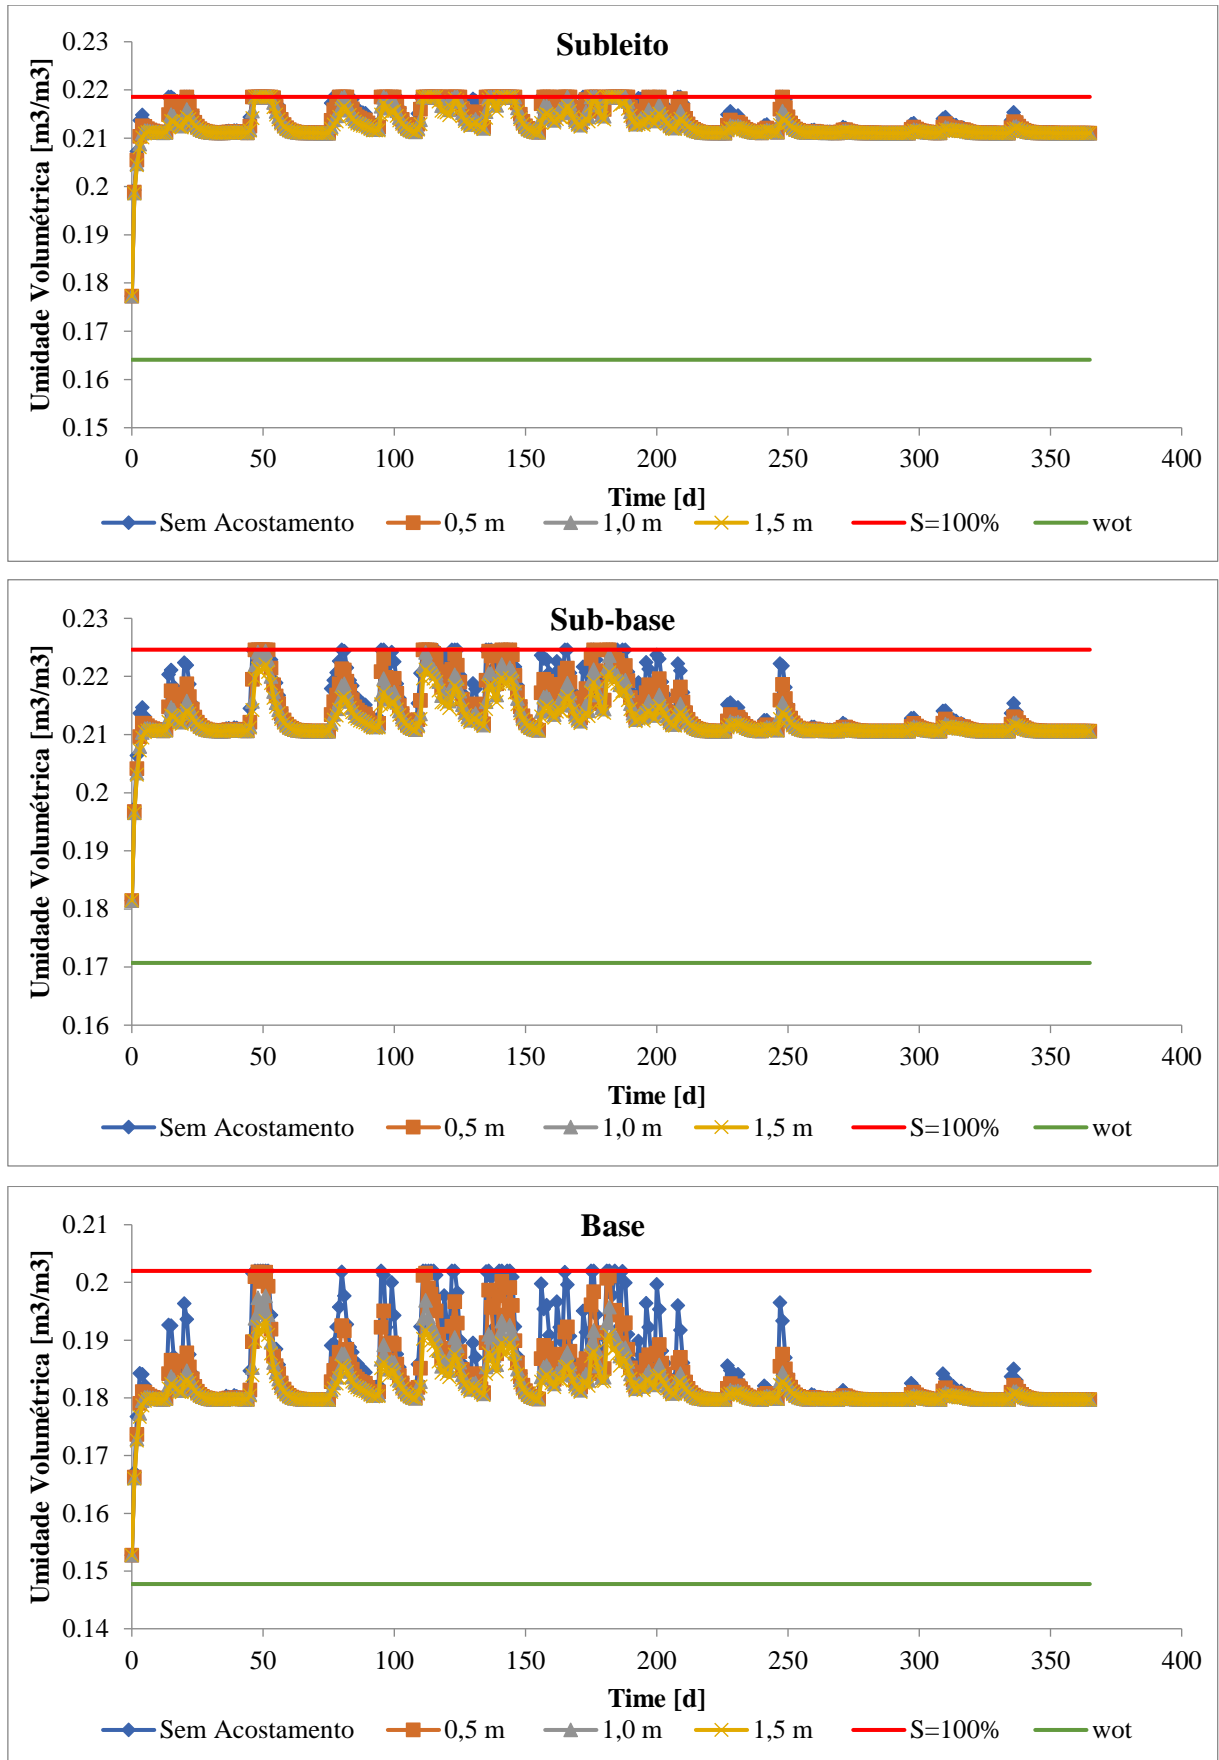 Subleito
Umidade Volumétrica [m3/m3]
0.23
0.22
0.21
0.2
0.19
0.18
0.17
0.16
0.15
0 50 100 150 200 250 300 350 400
Time [d]
Sem Acostamento 0,5 m 1,0 m 1,5 m S=100% wot
Sub-base
Umidade Volumétrica [m3/m3]
0.23
0.22
0.21
0.2
0.19
0.18
0.17
0.16
0 50 100 150 200 250 300 350 400
Time [d]
Sem Acostamento 0,5 m 1,0 m 1,5 m S=100% wot
Base
Umidade Volumétrica [m3/m3]
0.21
0.2
0.19
0.18
0.17
0.16
0.15
0.14
0 50 100 150 200 250 300 350 400
Time [d]
Sem Acostamento 0,5 m 1,0 m 1,5 m S=100% wot